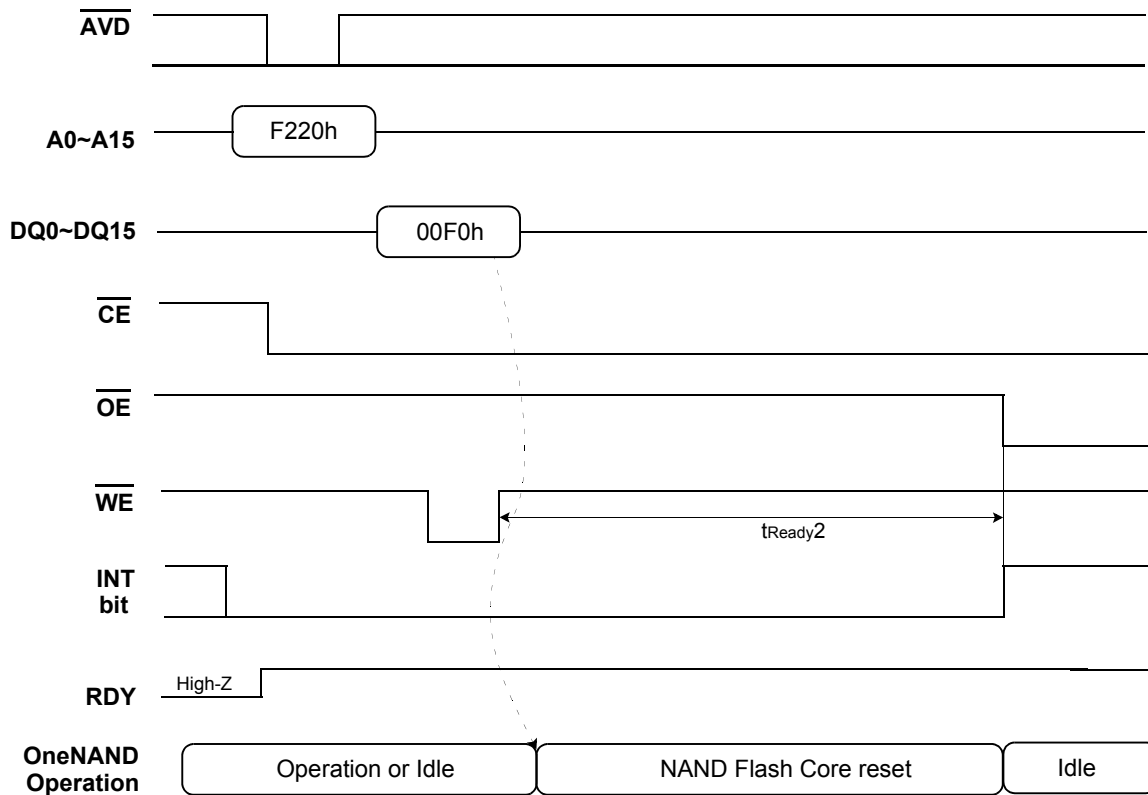 AVD
A0~A15
F220h
DQ0~DQ15
00F0h
CE
OE
WE
tReady2
INT
bit
RDY
High-Z
OneNAND
Operation
Operation or Idle
NAND Flash Core reset
Idle